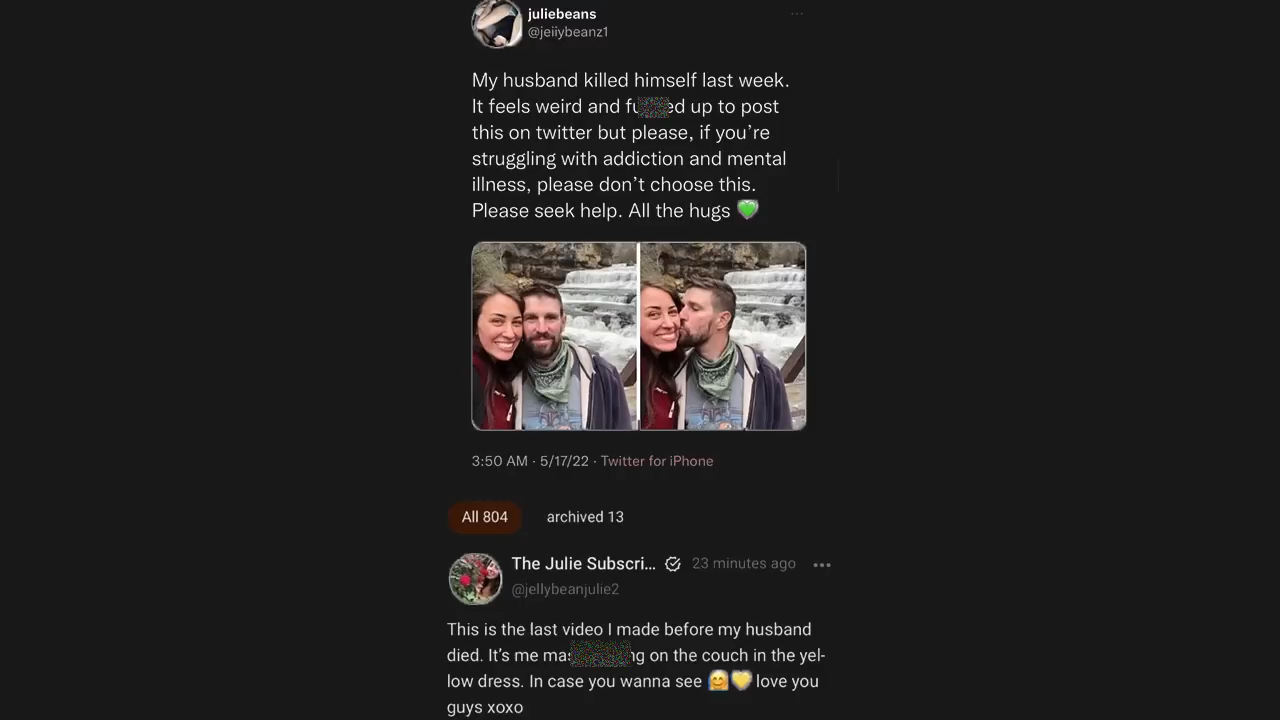 juliebeans
@jeiiybeanz1
My husband killed himself last week.
It feels weird and fu ed up to post
this on twitter but please, if you're
struggling with addiction and mental
illness, please don't choose this.
Please seek help. All the hugs 💚
3:50 AM · 5/17/22 · Twitter for iPhone
All 804 archived 13
The Julie Subscri... 23 minutes ago
@jellybeanjulie2
This is the last video I made before my husband
died. It's me mas ng on the couch in the yel-
low dress. In case you wanna see 🤗💛 love you
guys xoxo